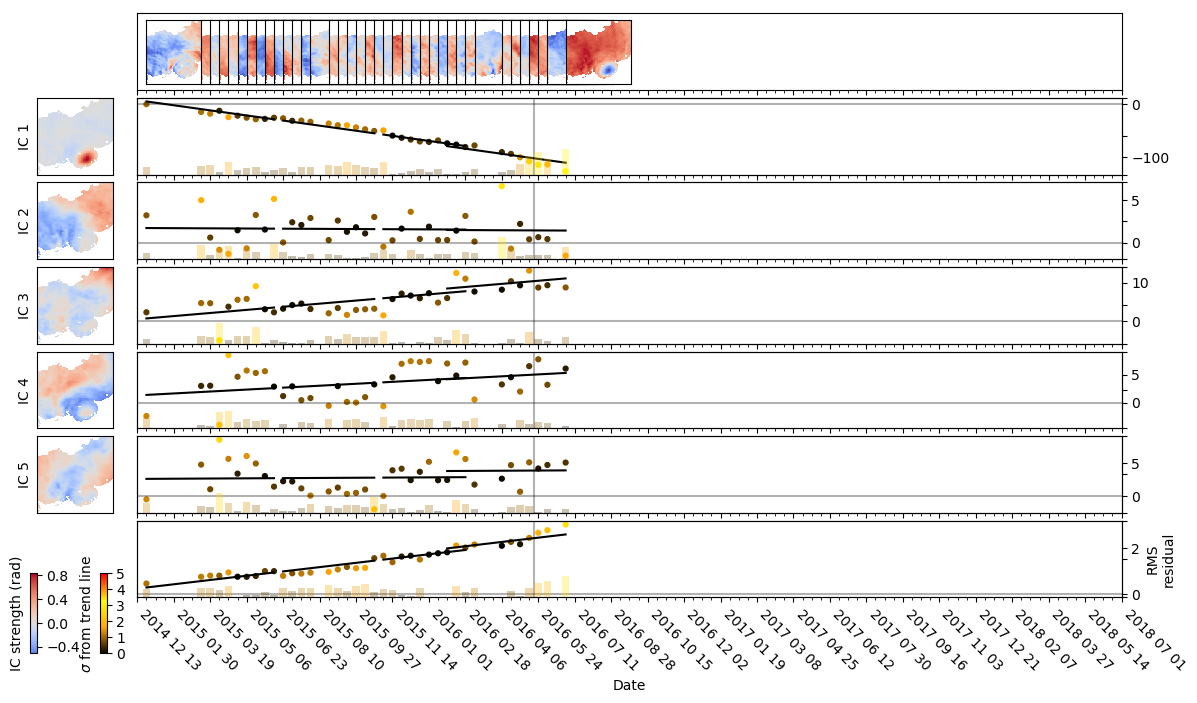 IC 1
0
−100
IC 2
5
0
IC 3
10
0
IC 4
5
0
IC 5
5
0
RMS
residual
2
0
IC strength (rad)
0.8
0.4
0.0
−0.4
σ from trend line
5
4
3
2
1
0
2014 12 13
2015 01 30
2015 03 19
2015 05 06
2015 06 23
2015 08 10
2015 09 27
2015 11 14
2016 01 01
2016 02 18
2016 04 06
2016 05 24
2016 07 11
2016 08 28
2016 10 15
2016 12 02
2017 01 19
2017 03 08
2017 04 25
2017 06 12
2017 07 30
2017 09 16
2017 11 03
2017 12 21
2018 02 07
2018 03 27
2018 05 14
2018 07 01
Date